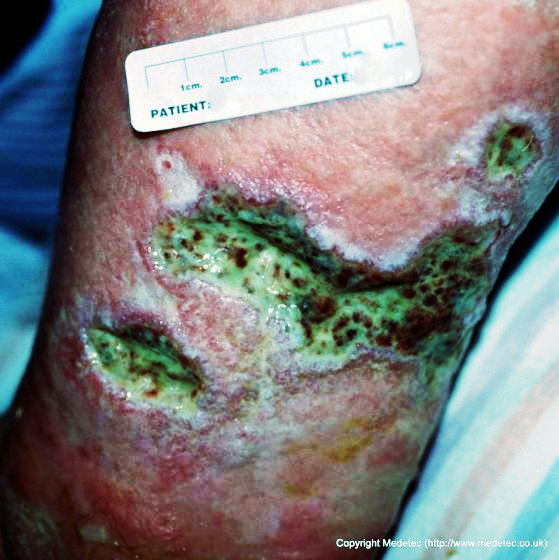 1cm. 2cm. 3cm. 4cm. 5cm. 6cm.
PATIENT: DATE:
Copyright Medetec (http://www.medetec.co.uk)